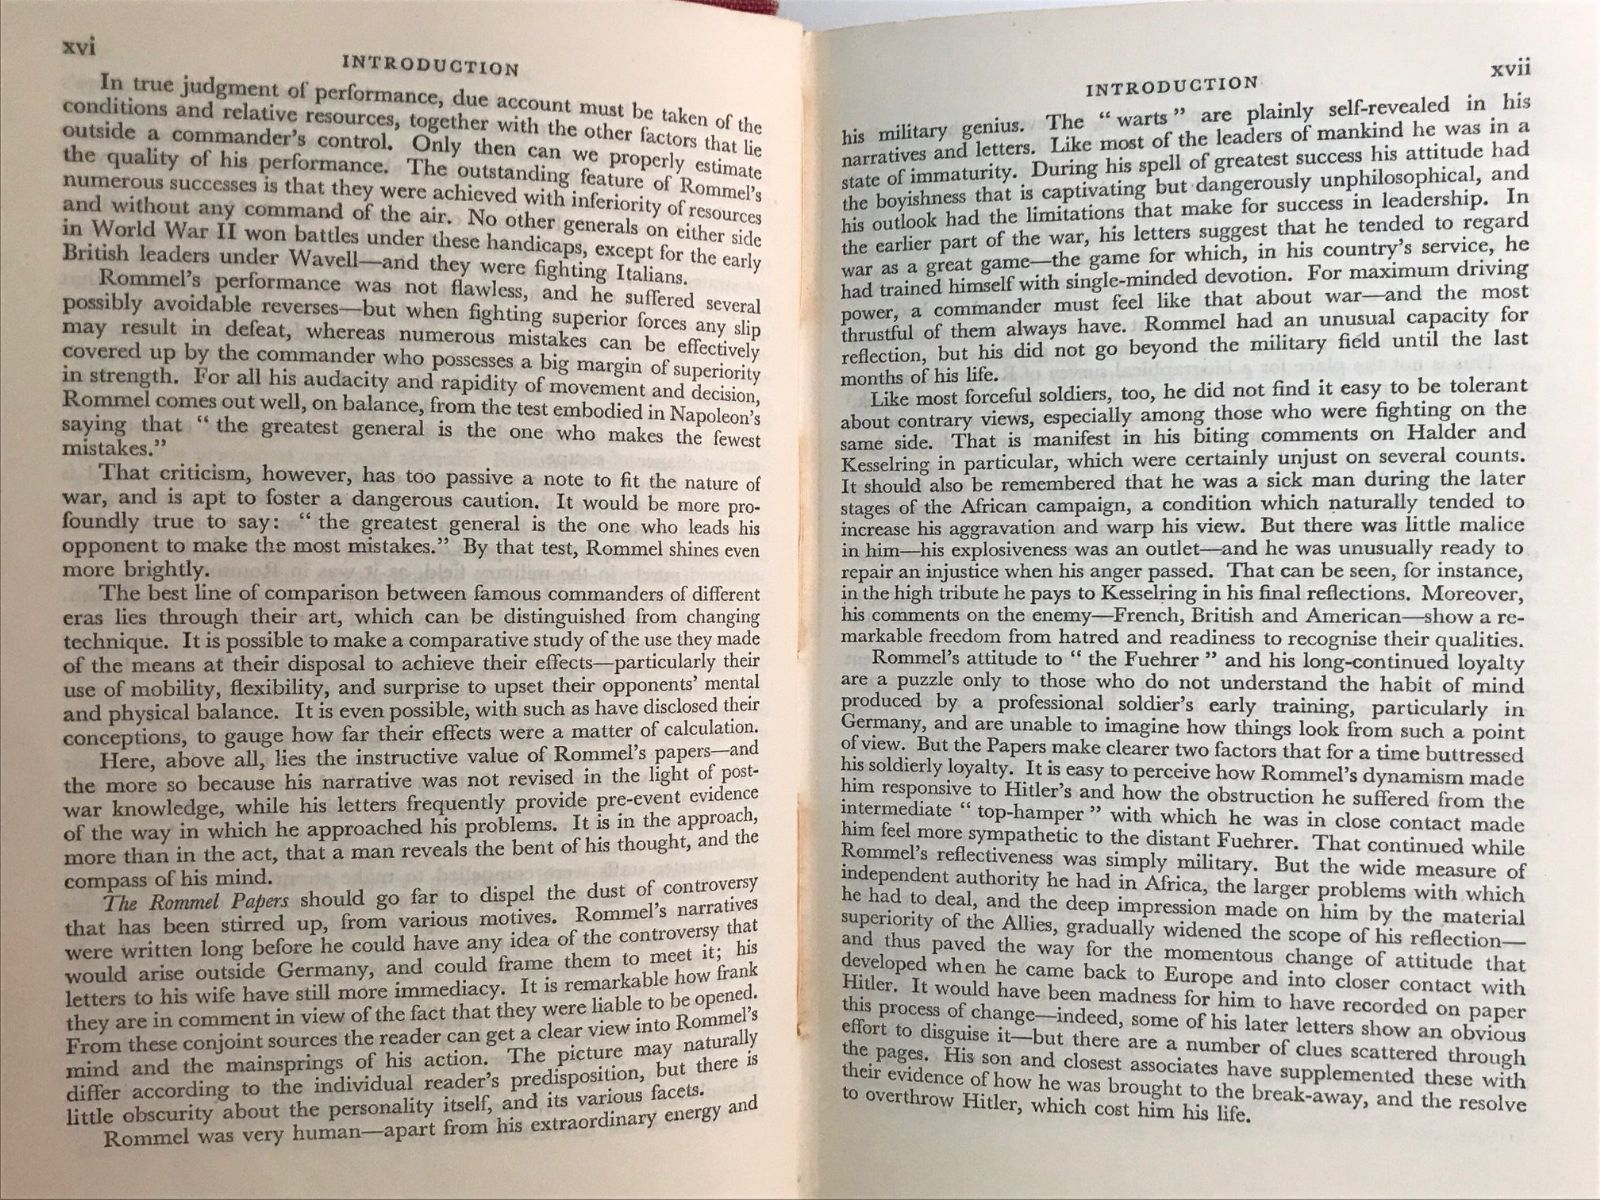 xvi
INTRODUCTION
In true judgment of performance, due account must be taken of the
conditions and relative resources, together with the other factors that lie
outside a commander's control. Only then can we properly estimate
the quality of his performance. The outstanding feature of Rommel's
numerous successes is that they were achieved with inferiority of resources
and without any command of the air. No other generals on either side
in World War II won battles under these handicaps, except for the early
British leaders under Wavell—and they were fighting Italians.
Rommel's performance was not flawless, and he suffered several
possibly avoidable reverses—but when fighting superior forces any slip
may result in defeat, whereas numerous mistakes can be effectively
covered up by the commander who possesses a big margin of superiority
in strength. For all his audacity and rapidity of movement and decision,
Rommel comes out well, on balance, from the test embodied in Napoleon's
saying that “ the greatest general is the one who makes the fewest
mistakes.”
That criticism, however, has too passive a note to fit the nature of
war, and is apt to foster a dangerous caution. It would be more pro-
foundly true to say: “ the greatest general is the one who leads his
opponent to make the most mistakes.” By that test, Rommel shines even
more brightly.
The best line of comparison between famous commanders of different
eras lies through their art, which can be distinguished from changing
technique. It is possible to make a comparative study of the use they made
of the means at their disposal to achieve their effects—particularly their
use of mobility, flexibility, and surprise to upset their opponents' mental
and physical balance. It is even possible, with such as have disclosed their
conceptions, to gauge how far their effects were a matter of calculation.
Here, above all, lies the instructive value of Rommel's papers—and
the more so because his narrative was not revised in the light of post-
war knowledge, while his letters frequently provide pre-event evidence
of the way in which he approached his problems. It is in the approach,
more than in the act, that a man reveals the bent of his thought, and the
compass of his mind.
The Rommel Papers should go far to dispel the dust of controversy
that has been stirred up, from various motives. Rommel's narratives
were written long before he could have any idea of the controversy that
would arise outside Germany, and could frame them to meet it; his
letters to his wife have still more immediacy. It is remarkable how frank
they are in comment in view of the fact that they were liable to be opened.
From these conjoint sources the reader can get a clear view into Rommel's
mind and the mainsprings of his action. The picture may naturally
differ according to the individual reader's predisposition, but there is
little obscurity about the personality itself, and its various facets.
Rommel was very human—apart from his extraordinary energy and
INTRODUCTION
xvii
his military genius. The “ warts ” are plainly self-revealed in his
narratives and letters. Like most of the leaders of mankind he was in a
state of immaturity. During his spell of greatest success his attitude had
the boyishness that is captivating but dangerously unphilosophical, and
his outlook had the limitations that make for success in leadership. In
the earlier part of the war, his letters suggest that he tended to regard
war as a great game—the game for which, in his country's service, he
had trained himself with single-minded devotion. For maximum driving
power, a commander must feel like that about war—and the most
thrustful of them always have. Rommel had an unusual capacity for
reflection, but his did not go beyond the military field until the last
months of his life.
Like most forceful soldiers, too, he did not find it easy to be tolerant
about contrary views, especially among those who were fighting on the
same side. That is manifest in his biting comments on Halder and
Kesselring in particular, which were certainly unjust on several counts.
It should also be remembered that he was a sick man during the later
stages of the African campaign, a condition which naturally tended to
increase his aggravation and warp his view. But there was little malice
in him—his explosiveness was an outlet—and he was unusually ready to
repair an injustice when his anger passed. That can be seen, for instance,
in the high tribute he pays to Kesselring in his final reflections. Moreover,
his comments on the enemy—French, British and American—show a re-
markable freedom from hatred and readiness to recognise their qualities.
Rommel's attitude to “ the Fuehrer ” and his long-continued loyalty
are a puzzle only to those who do not understand the habit of mind
produced by a professional soldier's early training, particularly in
Germany, and are unable to imagine how things look from such a point
of view. But the Papers make clearer two factors that for a time buttressed
his soldierly loyalty. It is easy to perceive how Rommel's dynamism made
him responsive to Hitler's and how the obstruction he suffered from the
intermediate “ top-hamper ” with which he was in close contact made
him feel more sympathetic to the distant Fuehrer. That continued while
Rommel's reflectiveness was simply military. But the wide measure of
independent authority he had in Africa, the larger problems with which
he had to deal, and the deep impression made on him by the material
superiority of the Allies, gradually widened the scope of his reflection—
and thus paved the way for the momentous change of attitude that
developed when he came back to Europe and into closer contact with
Hitler. It would have been madness for him to have recorded on paper
this process of change—indeed, some of his later letters show an obvious
effort to disguise it—but there are a number of clues scattered through
the pages. His son and closest associates have supplemented these with
their evidence of how he was brought to the break-away, and the resolve
to overthrow Hitler, which cost him his life.